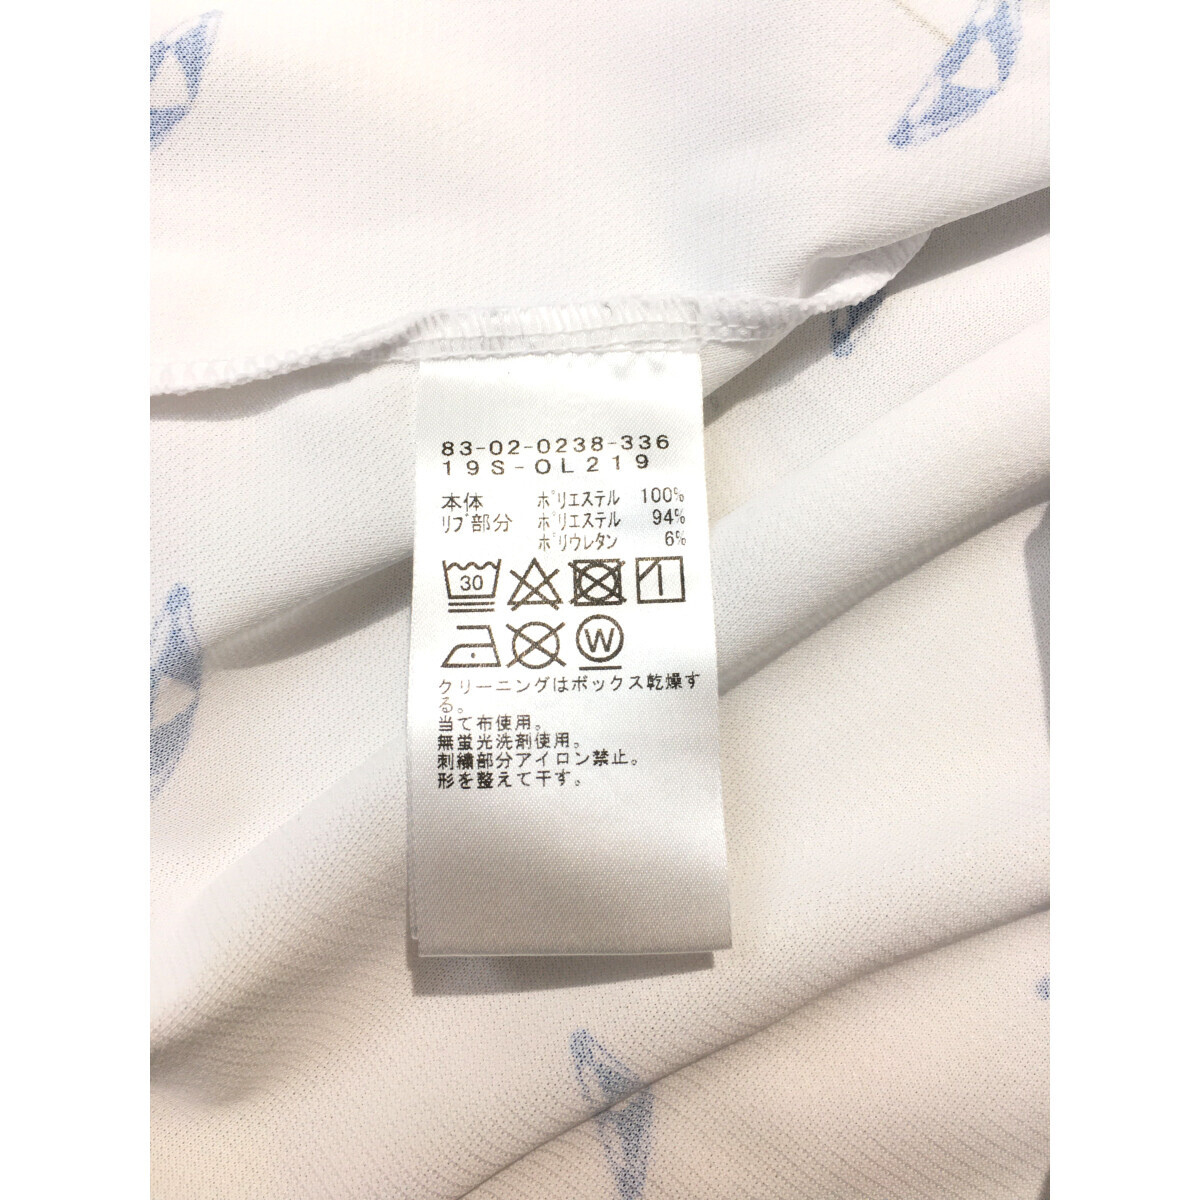 83-02-0238-336
19S-OL219
本体 ポリエステル 100%
リブ部分 ポリエステル 94%
ポリウレタン 6%
30
W
クリーニングはボックス乾燥す
る。
当て布使用。
無蛍光洗剤使用。
刺繍部分アイロン禁止。
形を整えて干す。